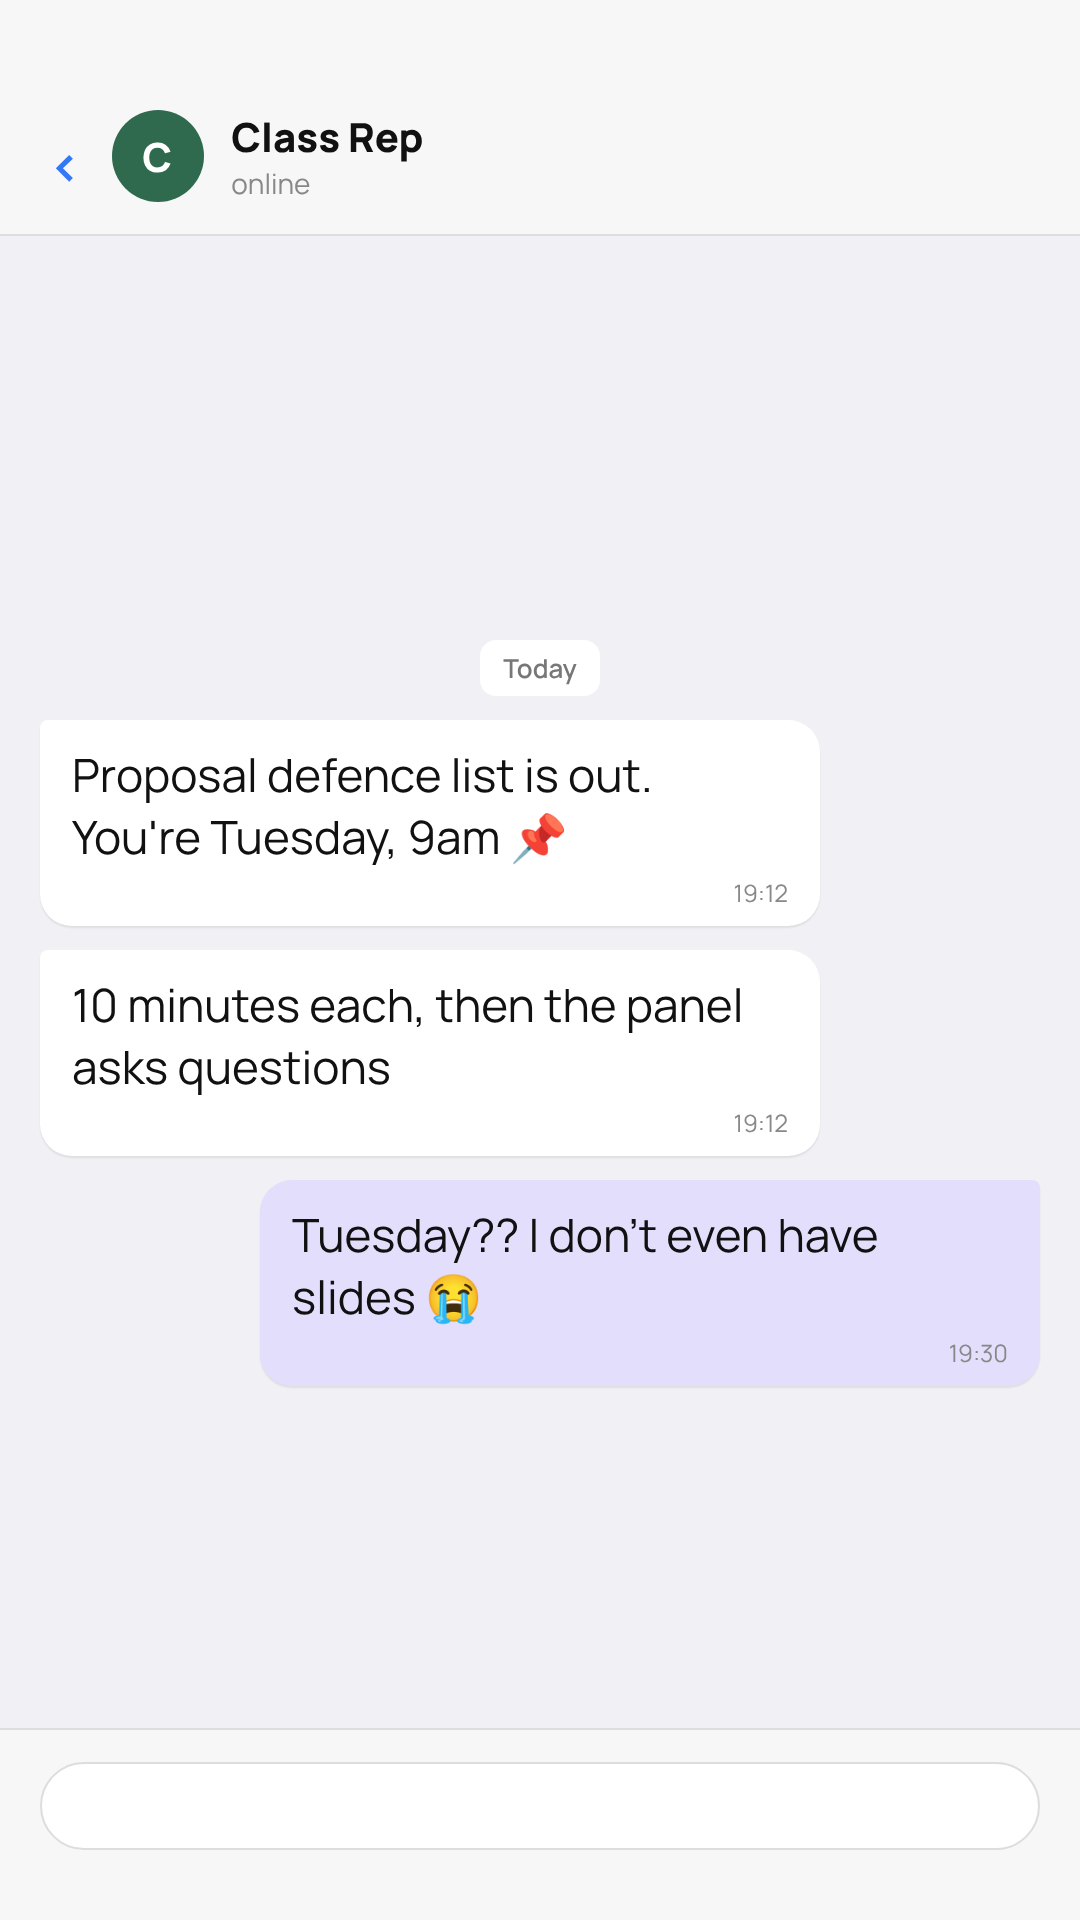 C
Class Rep
online
Today
Proposal defence list is out.
You're Tuesday, 9am 📌
19:12
10 minutes each, then the panel
asks questions
19:12
Tuesday?? I don’t even have
slides 😭
19:30